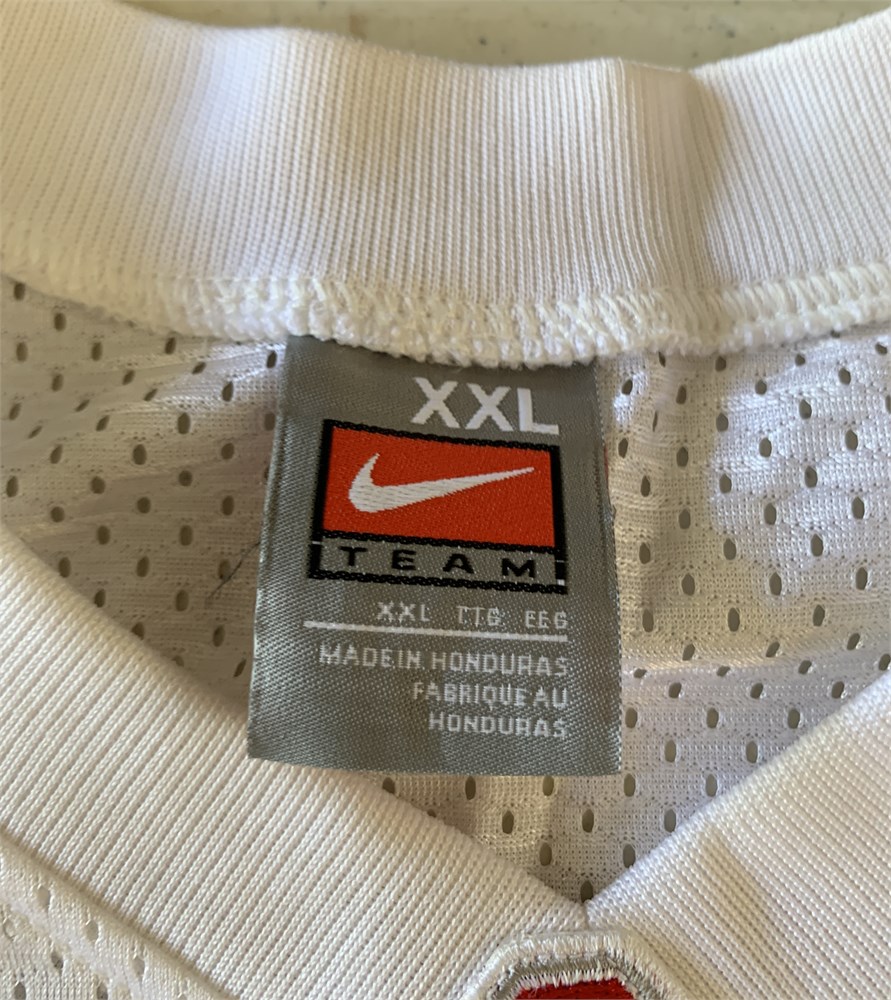 XXL
TEAM
XXL TTG EEG
MADE IN HONDURAS
FABRIQUE AU
HONDURAS